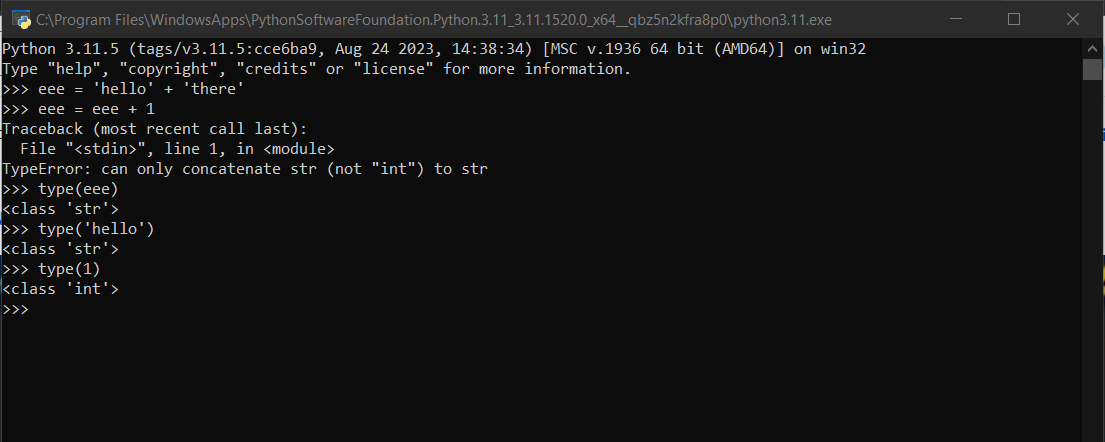 C:\Program Files\WindowsApps\PythonSoftwareFoundation.Python.3.11_3.11.1520.0_x64__qbz5n2kfra8p0\python3.11.exe
Python 3.11.5 (tags/v3.11.5:cce6ba9, Aug 24 2023, 14:38:34) [MSC v.1936 64 bit (AMD64)] on win32
Type "help", "copyright", "credits" or "license" for more information.
>>> eee = 'hello' + 'there'
>>> eee = eee + 1
Traceback (most recent call last):
  File "<stdin>", line 1, in <module>
TypeError: can only concatenate str (not "int") to str
>>> type(eee)
<class 'str'>
>>> type('hello')
<class 'str'>
>>> type(1)
<class 'int'>
>>>